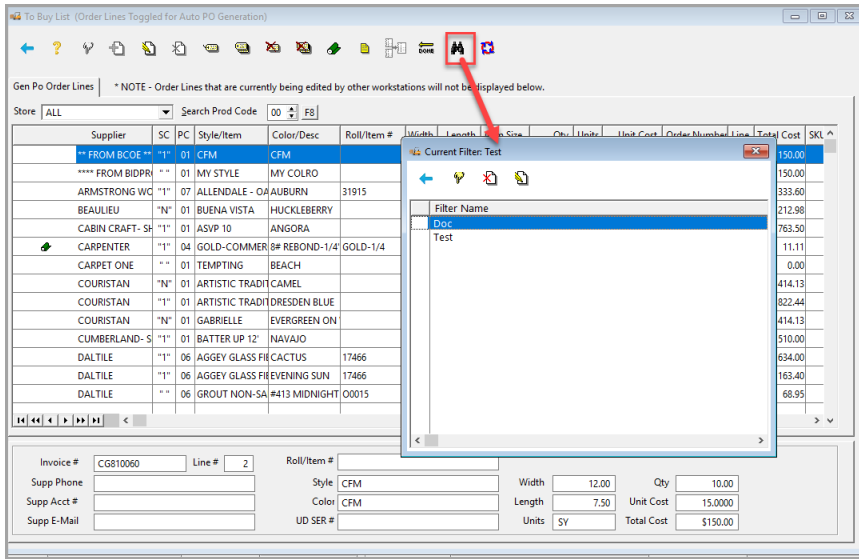 To Buy List (Order Lines Toggled for Auto PO Generation)
DONE
Gen Po Order Lines * NOTE - Order Lines that are currently being edited by other workstations will not be displayed below.
Store ALL Search Prod Code 00 F8
Supplier SC PC Style/Item Color/Desc Roll/Item # Width Length Size Qty Units Unit Cost Order Number Line Total Cost SKU
** FROM BCOE ** "1" 01 CFM CFM 150.00
**** FROM BIDPR " " 01 MY STYLE MY COLRO 150.00
ARMSTRONG WO "1" 07 ALLENDALE - OA AUBURN 31915 333.60
BEAULIEU "N" 01 BUENA VISTA HUCKLEBERRY 212.98
CABIN CRAFT- SH "1" 01 ASVP 10 ANGORA 763.50
CARPENTER "1" 04 GOLD-COMMER 8# REBOND-1/4" GOLD-1/4 11.11
CARPET ONE " " 01 TEMPTING BEACH 0.00
COURISTAN "N" 01 ARTISTIC TRADIT CAMEL 414.13
COURISTAN "1" 01 ARTISTIC TRADIT DRESDEN BLUE 822.44
COURISTAN "N" 01 GABRIELLE EVERGREEN ON 414.13
CUMBERLAND- S "1" 01 BATTER UP 12' NAVAJO 510.00
DALTILE "1" 06 AGGEY GLASS FIE CACTUS 17466 634.00
DALTILE "1" 06 AGGEY GLASS FIE EVENING SUN 17466 163.40
DALTILE " " 06 GROUT NON-SA #413 MIDNIGHT O0015 68.95
Current Filter: Test
Filter Name
Doc
Test
Invoice # CG810060 Line # 2 Roll/Item #
Supp Phone Style CFM Width 12.00 Qty 10.00
Supp Acct # Color CFM Length 7.50 Unit Cost 15.0000
Supp E-Mail UD SER # Units SY Total Cost $150.00